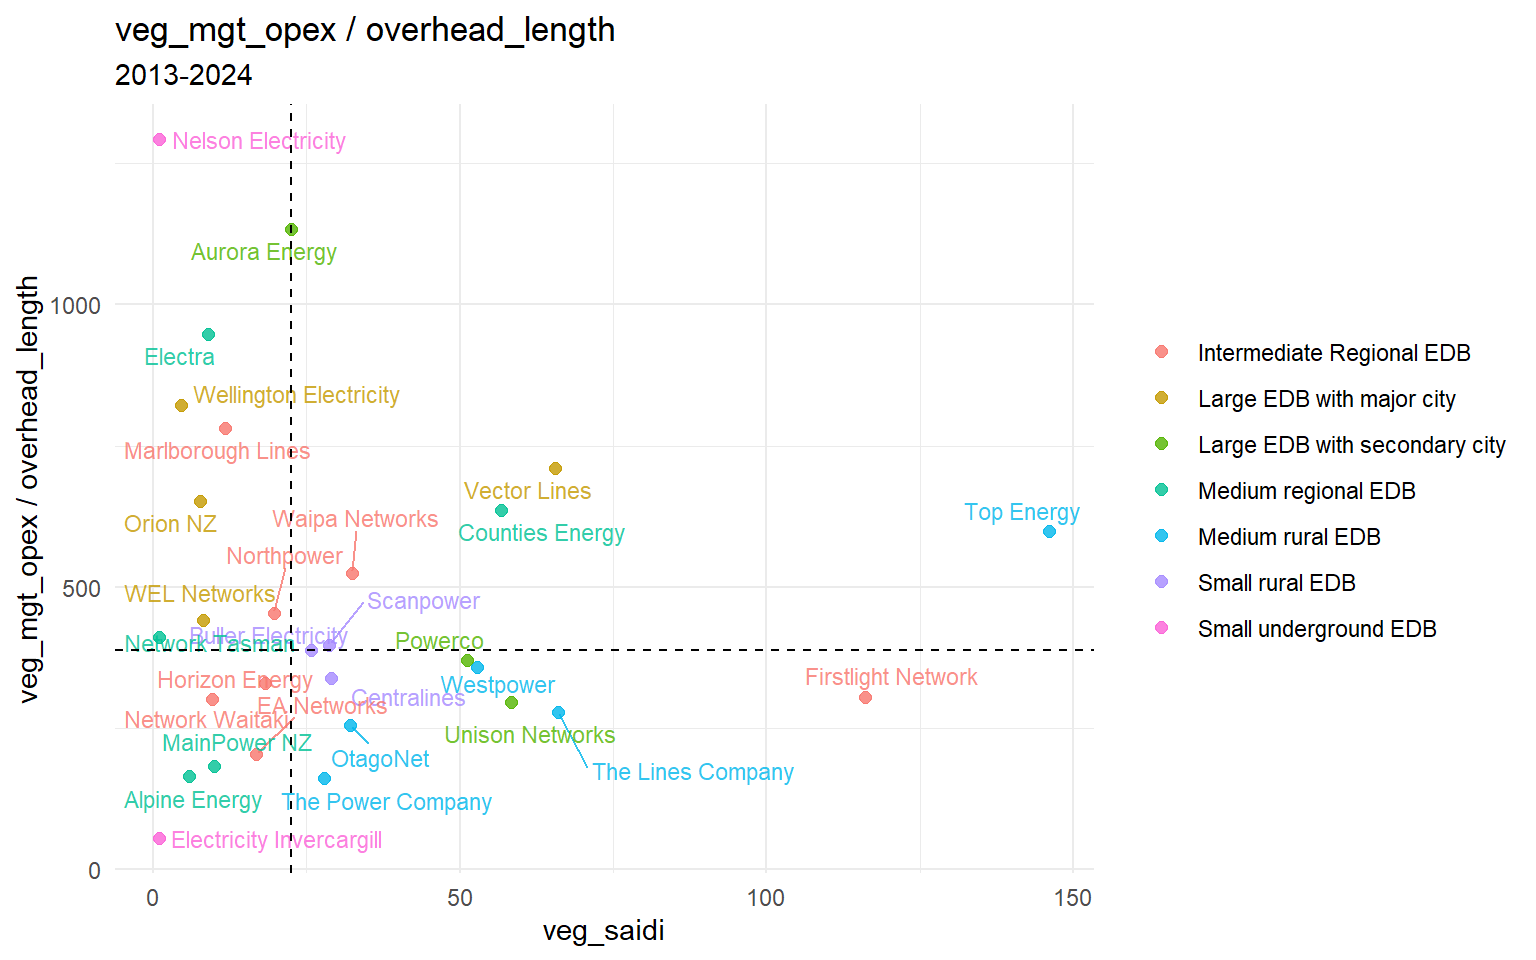 veg_mgt_opex / overhead_length
2013-2024
veg_mgt_opex / overhead_length
1000
500
0
Nelson Electricity
Aurora Energy
Electra
Wellington Electricity
Marlborough Lines
Vector Lines
Orion NZ
Waipa Networks
Counties Energy
Top Energy
Northpower
WEL Networks
Scanpower
Buller Electricity
Network Tasman
Powerco
Horizon Energy
Westpower
Firstlight Network
Centralines
EA Networks
Network Waitaki
Unison Networks
MainPower NZ
OtagoNet
The Lines Company
Alpine Energy
The Power Company
Electricity Invercargill
0
50
100
150
veg_saidi
Intermediate Regional EDB
Large EDB with major city
Large EDB with secondary city
Medium regional EDB
Medium rural EDB
Small rural EDB
Small underground EDB